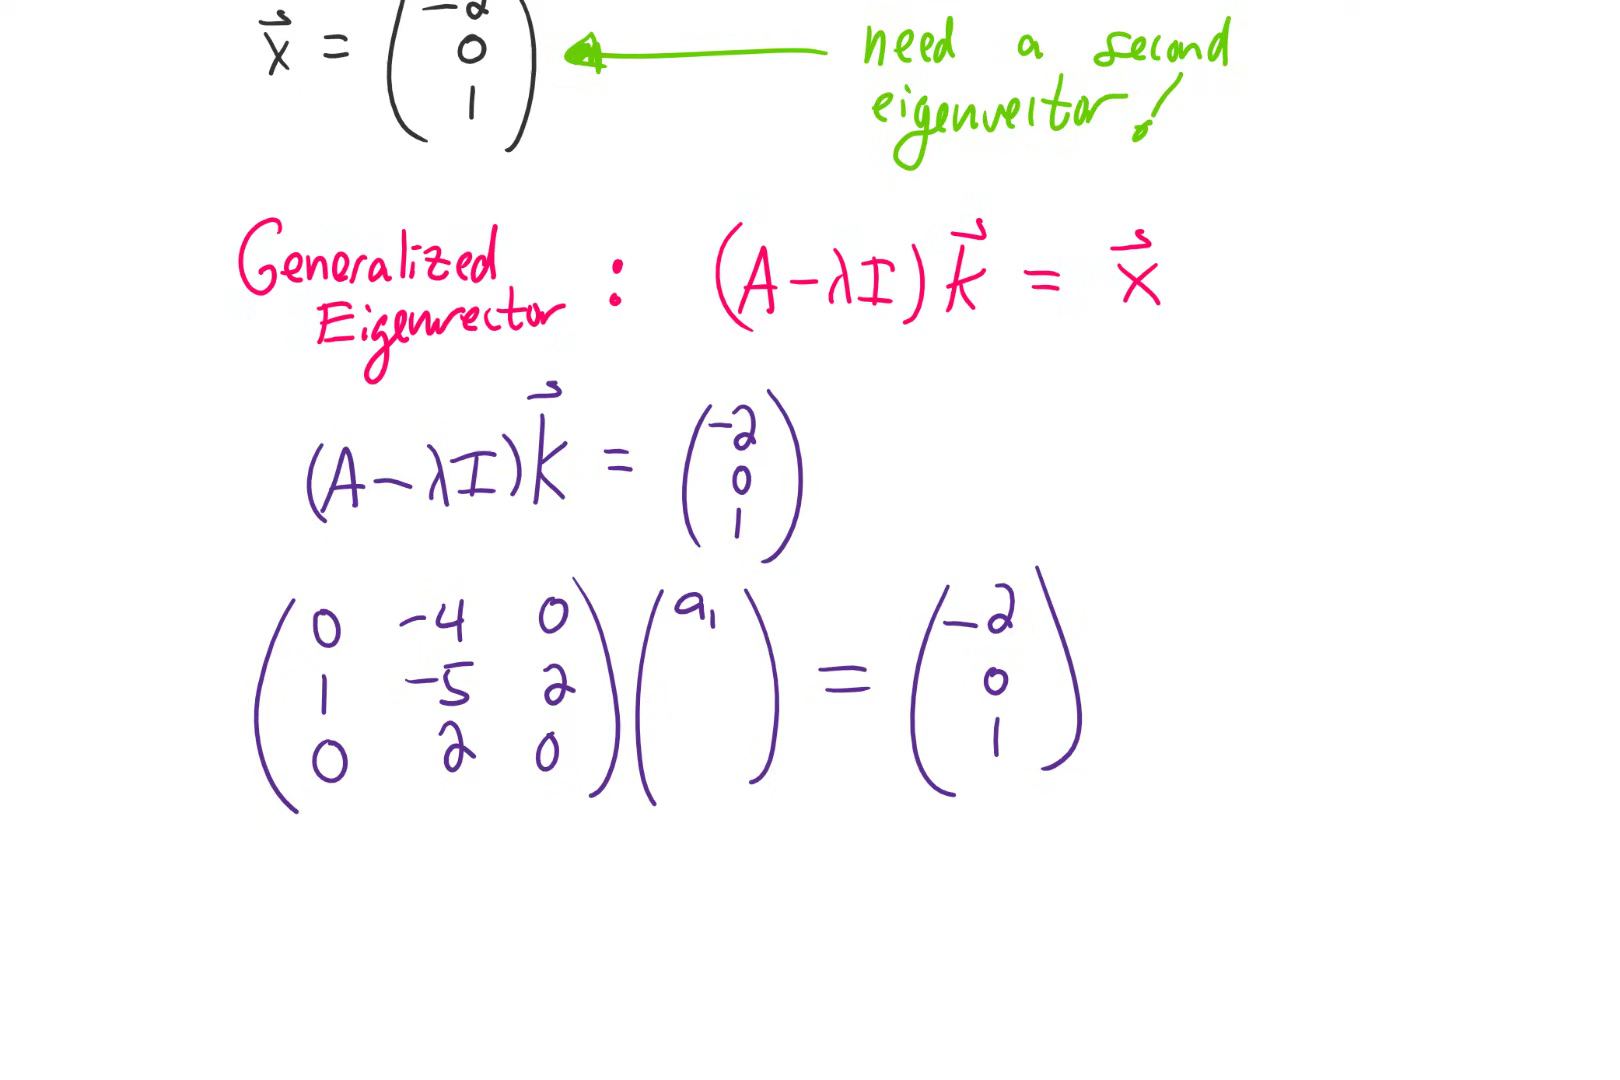 x⃗ = (-2
0
1)
need a second
eigenvector!
Generalized
Eigenvector : (A-λI)k⃗ = x⃗
(A-λI)k⃗ = (-2
0
1)
(0 -4 0) (a₁) = (-2)
(1 -5 2) ( ) (0)
(0 2 0) ( ) (1)